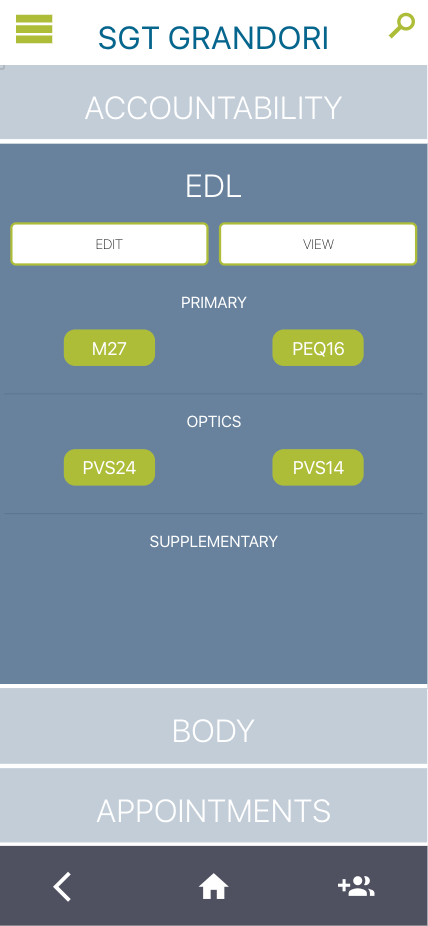 SGT GRANDORI
ACCOUNTABILITY
EDL
EDIT VIEW
PRIMARY
M27 PEQ16
OPTICS
PVS24 PVS14
SUPPLEMENTARY
BODY
APPOINTMENTS